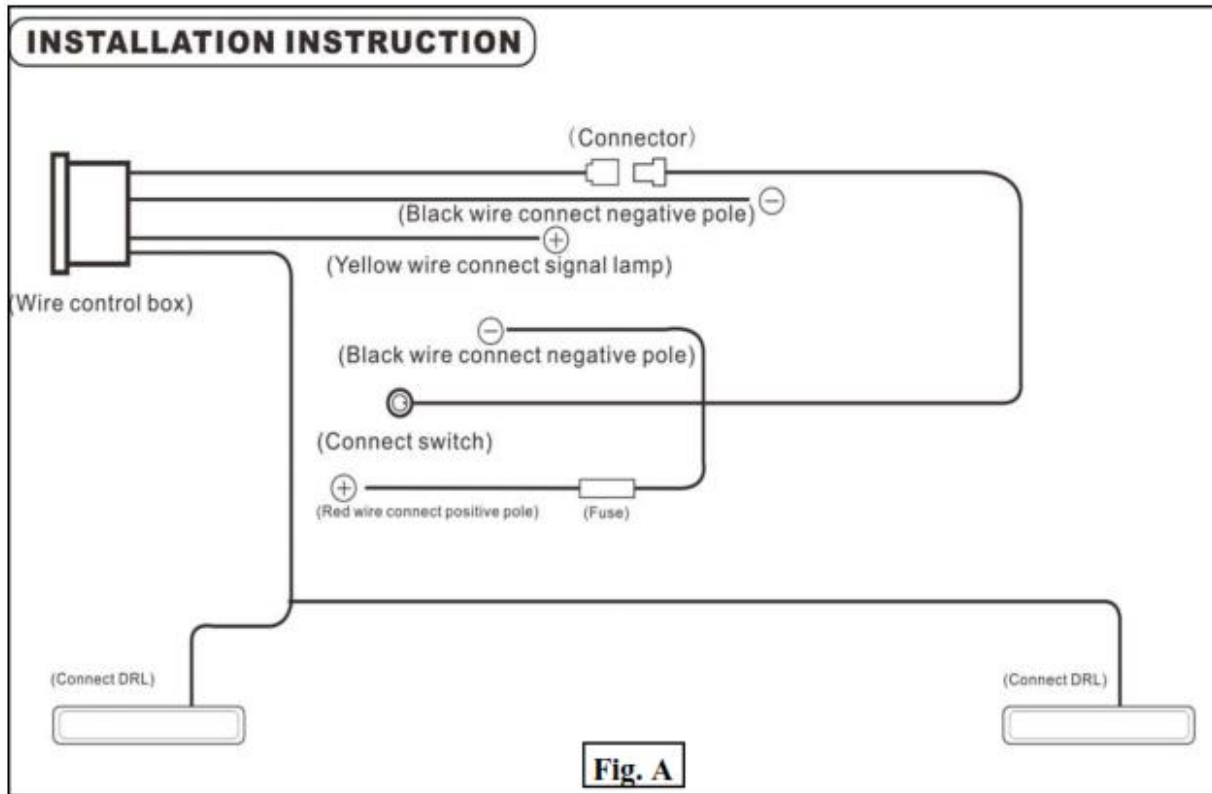 INSTALLATION INSTRUCTION
(Connector)
(Black wire connect negative pole)
(Yellow wire connect signal lamp)
(Wire control box)
(Black wire connect negative pole)
(Connect switch)
(Red wire connect positive pole)
(Fuse)
(Connect DRL)
(Connect DRL)
Fig. A